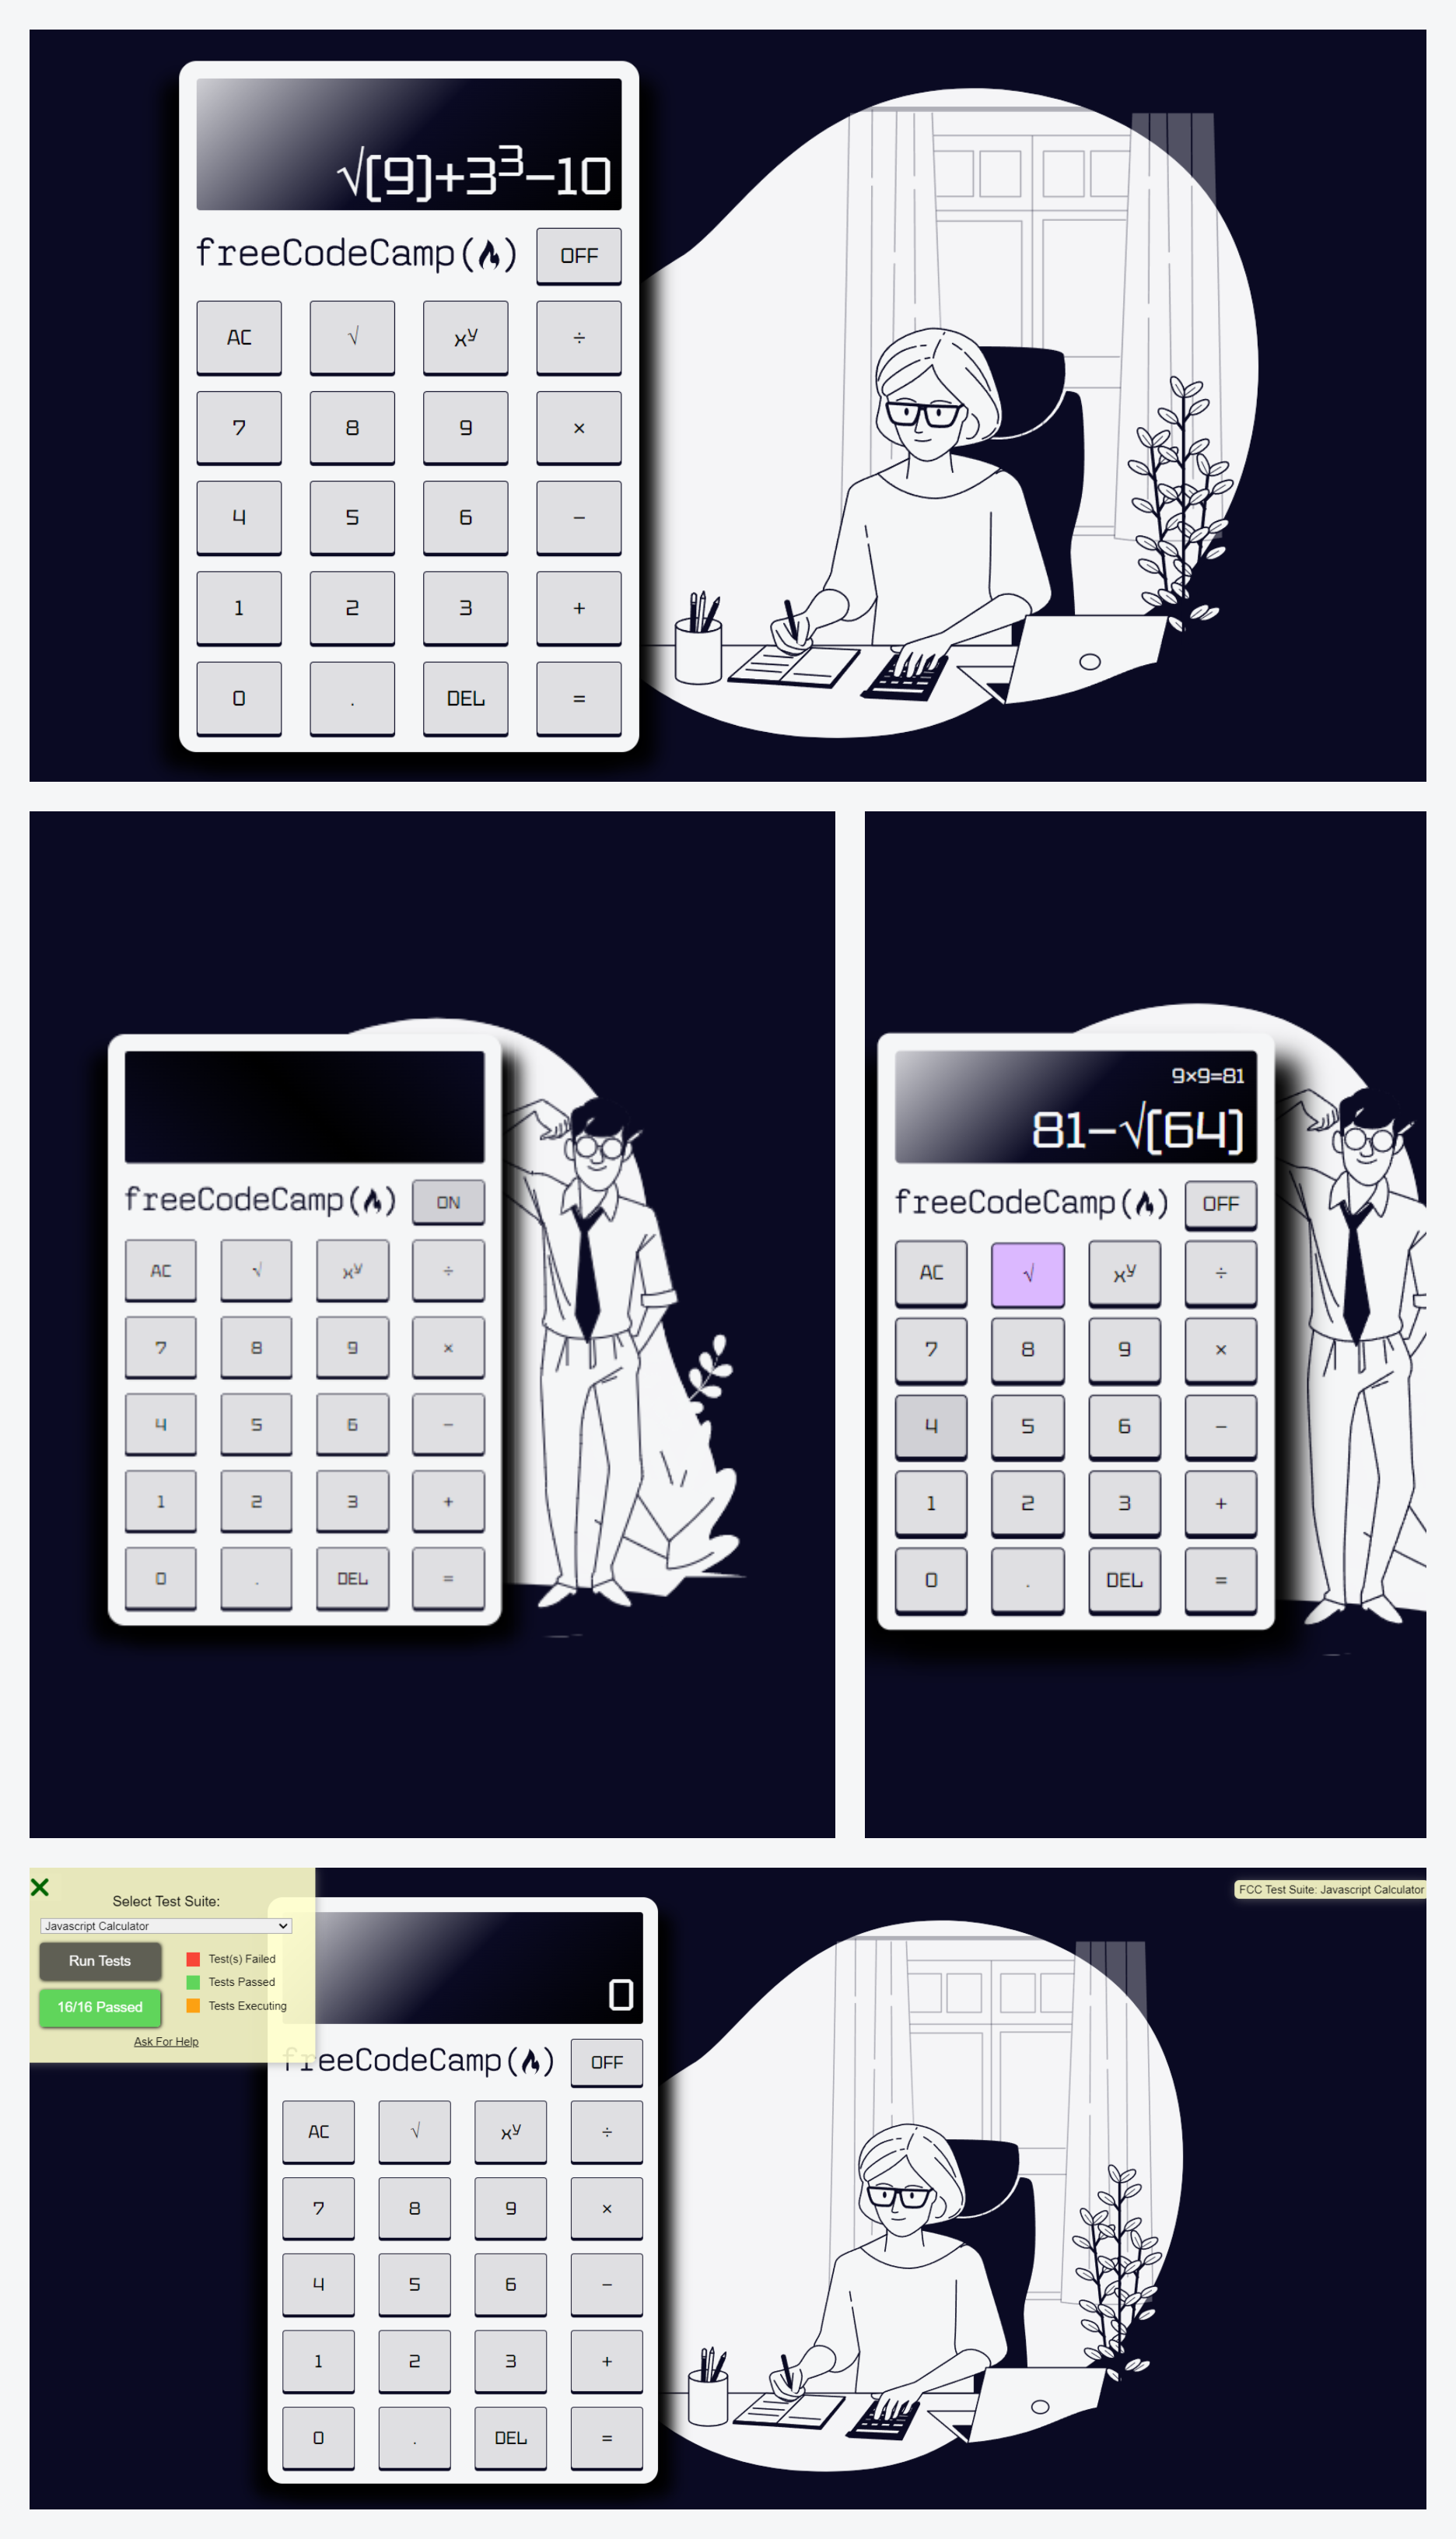 √(9)+3³−10
freeCodeCamp(🔥) OFF
AC √ xʸ ÷
7 8 9 ×
4 5 6 −
1 2 3 +
0 . DEL =
freeCodeCamp(🔥) ON
AC √ xʸ ÷
7 8 9 ×
4 5 6 −
1 2 3 +
0 . DEL =
9×9=81
81−√(64)
freeCodeCamp(🔥) OFF
AC √ xʸ ÷
7 8 9 ×
4 5 6 −
1 2 3 +
0 . DEL =
Select Test Suite:
Javascript Calculator
Run Tests
16/16 Passed
Test(s) Failed
Tests Passed
Tests Executing
Ask For Help
FCC Test Suite: Javascript Calculator
0
freeCodeCamp(🔥) OFF
AC √ xʸ ÷
7 8 9 ×
4 5 6 −
1 2 3 +
0 . DEL =